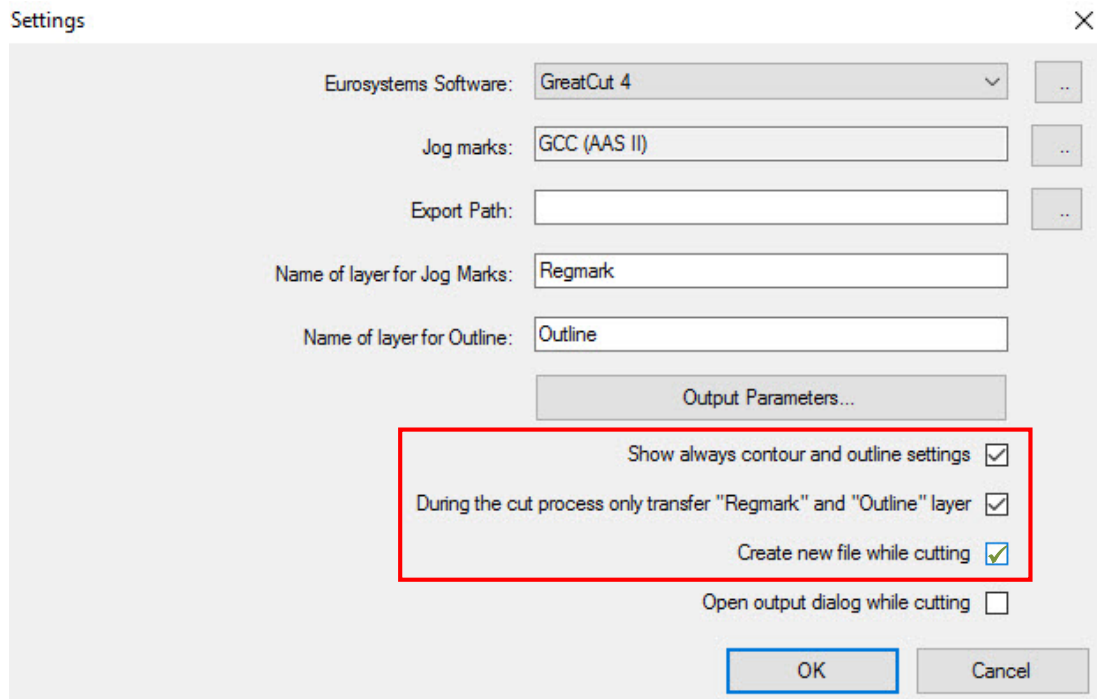 Settings
Eurosystems Software: GreatCut 4 ..
Jog marks: GCC (AAS II) ..
Export Path: ..
Name of layer for Jog Marks: Regmark
Name of layer for Outline: Outline
Output Parameters...
Show always contour and outline settings
During the cut process only transfer "Regmark" and "Outline" layer
Create new file while cutting
Open output dialog while cutting
OK Cancel